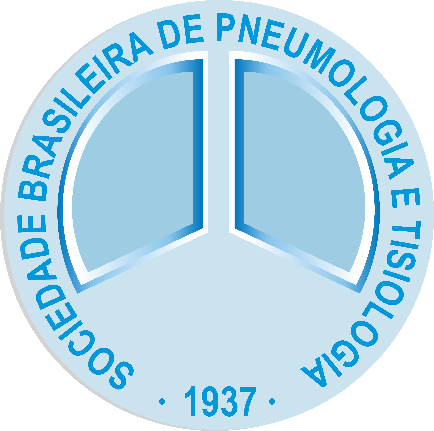 SOCIEDADE BRASILEIRA DE PNEUMOLOGIA E TISIOLOGIA
· 1937 ·